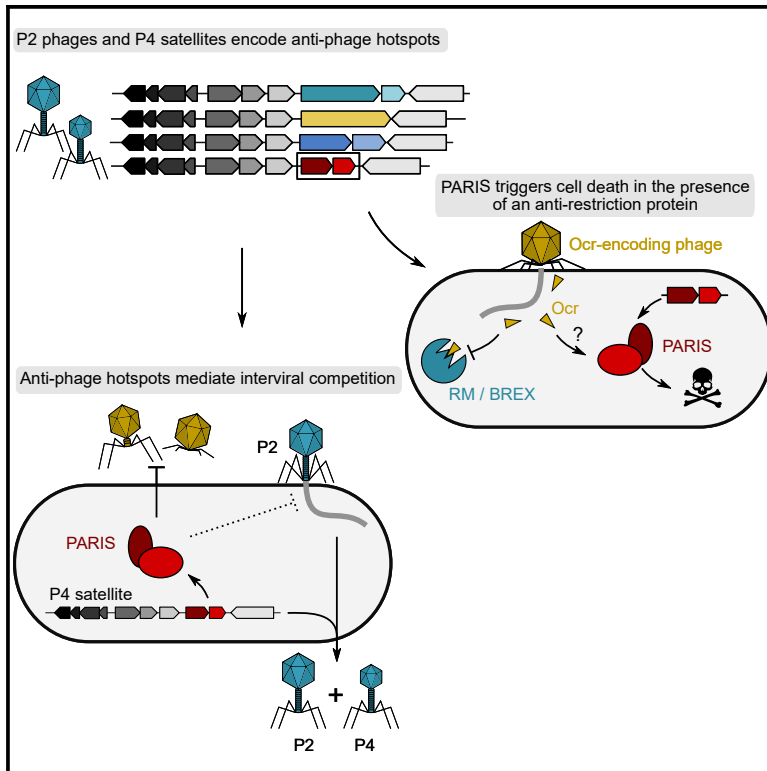 P2 phages and P4 satellites encode anti-phage hotspots
PARIS triggers cell death in the presence
of an anti-restriction protein
Ocr-encoding phage
Ocr
?
PARIS
RM / BREX
Anti-phage hotspots mediate interviral competition
P2
PARIS
P4 satellite
+
P2
P4